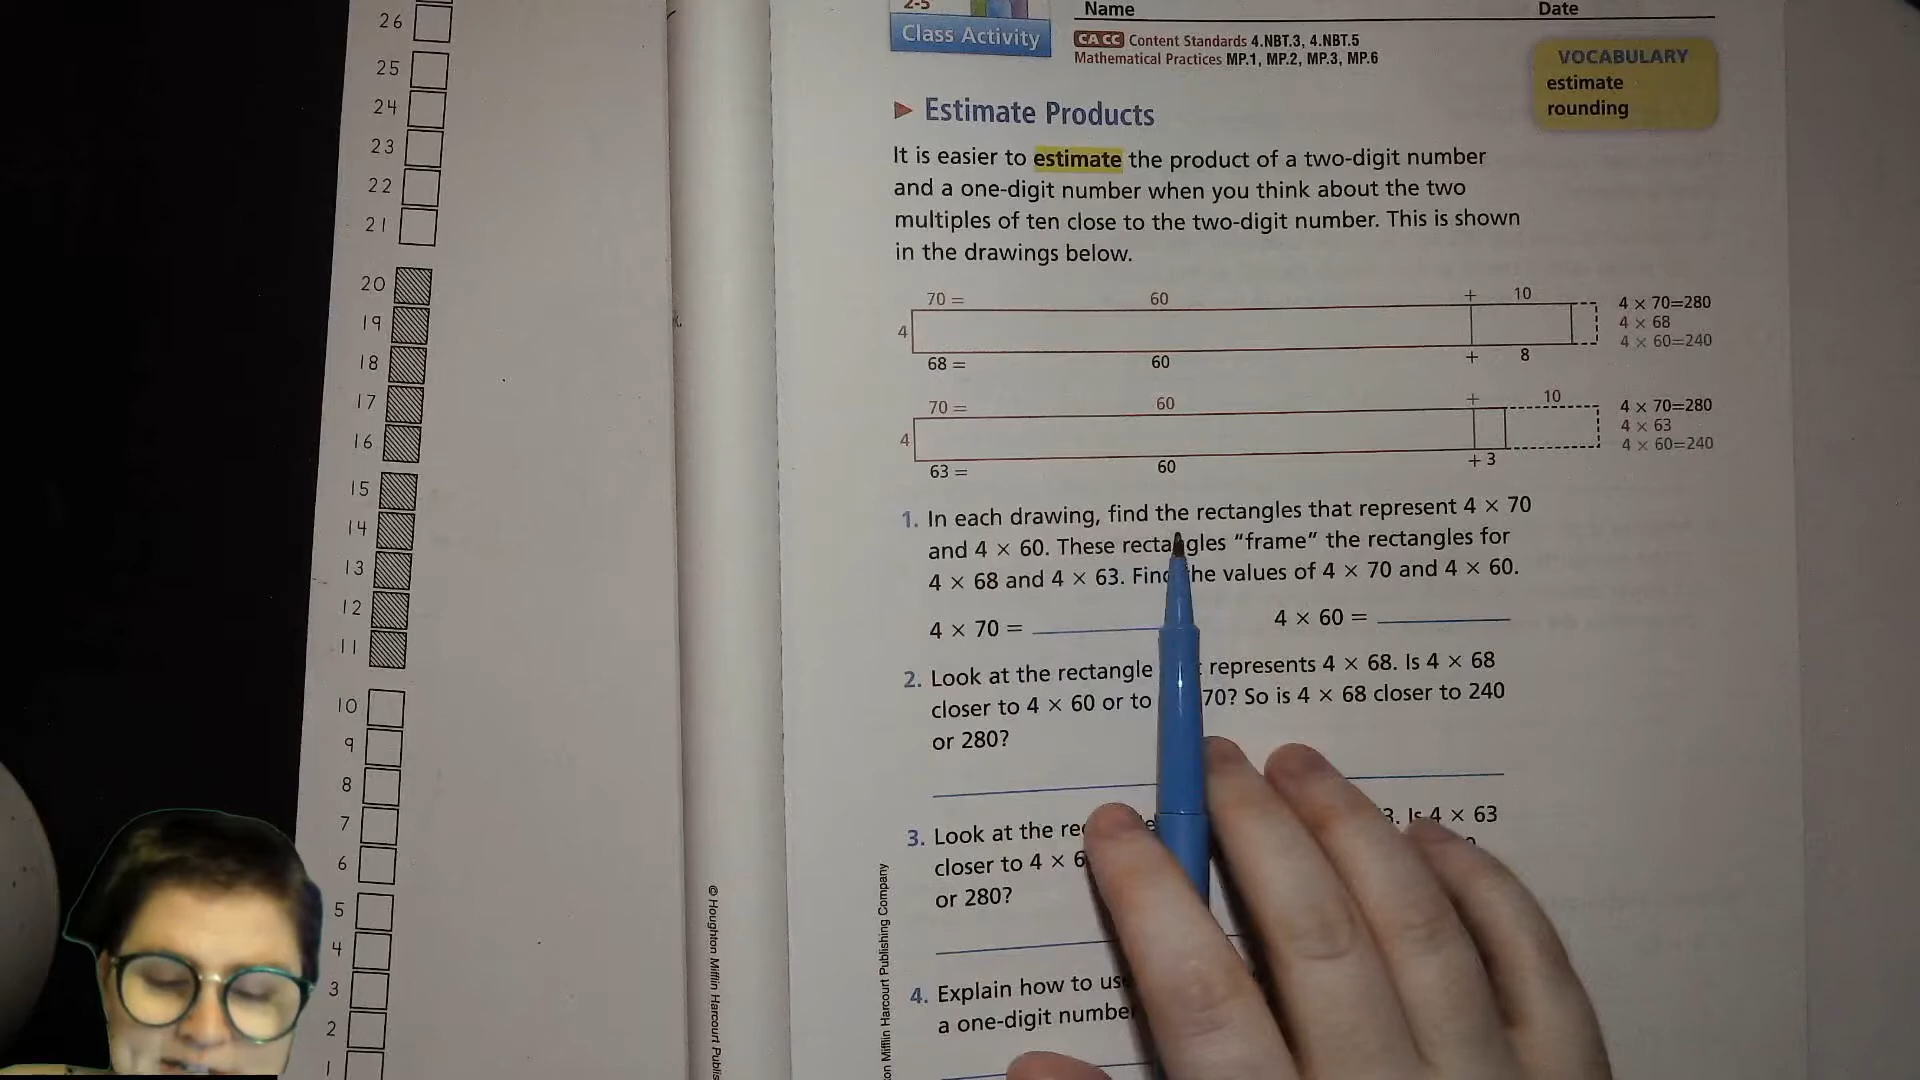 26
25
24
23
22
21
20
19
18
17
16
15
14
13
12
11
10
9
8
7
6
5
4
3
2
1
© Houghton Mifflin Harcourt Publis
2-5
Class Activity
Name Date
CA CC Content Standards 4.NBT.3, 4.NBT.5
Mathematical Practices MP.1, MP.2, MP.3, MP.6
VOCABULARY
estimate
rounding
Estimate Products
It is easier to estimate the product of a two-digit number
and a one-digit number when you think about the two
multiples of ten close to the two-digit number. This is shown
in the drawings below.
70 = 60 + 10
4
68 = 60 + 8
4 × 70=280
4 × 68
4 × 60=240
70 = 60 + 10
4
63 = 60 + 3
4 × 70=280
4 × 63
4 × 60=240
1. In each drawing, find the rectangles that represent 4 × 70
and 4 × 60. These rectangles “frame” the rectangles for
4 × 68 and 4 × 63. Find the values of 4 × 70 and 4 × 60.
4 × 70 = 4 × 60 =
2. Look at the rectangle represents 4 × 68. Is 4 × 68
closer to 4 × 60 or to 70? So is 4 × 68 closer to 240
or 280?
3. Look at the rec 3. Is 4 × 63
closer to 4 × 6
or 280?
4. Explain how to us
a one-digit number
on Mifflin Harcourt Publishing Company